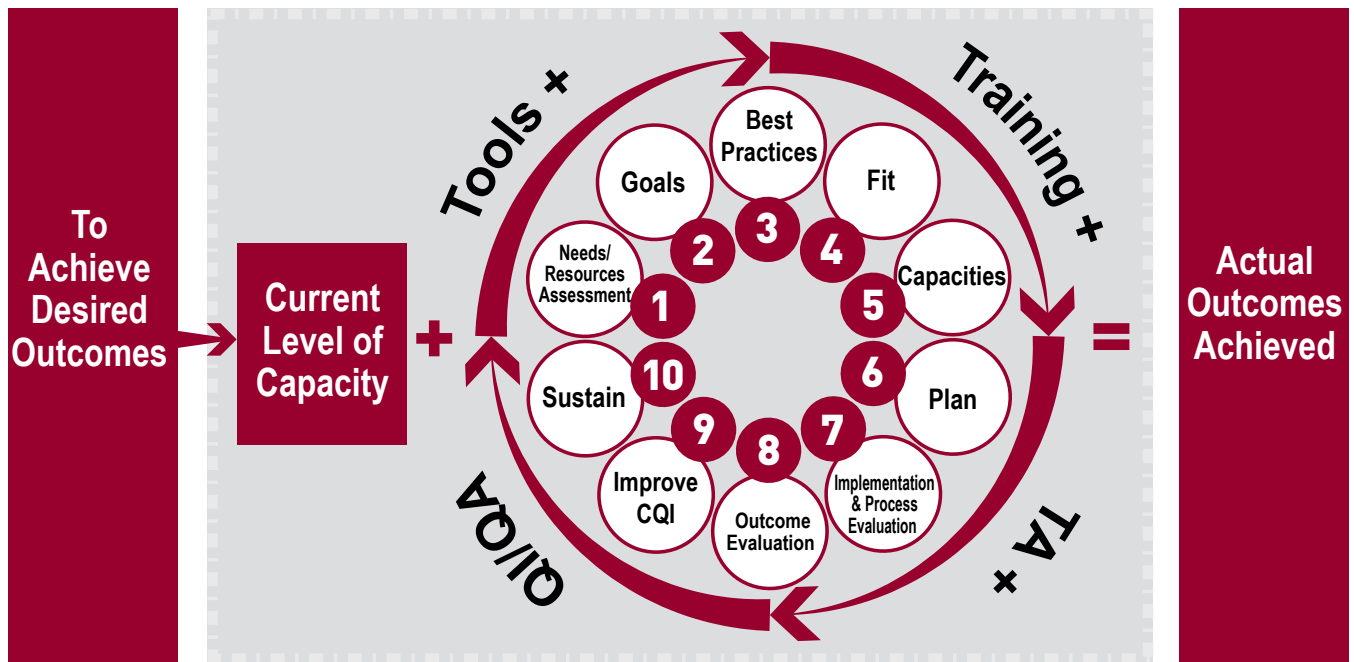 To
Achieve
Desired
Outcomes
Current
Level of
Capacity
+
Tools +
Training +
TA +
QI/QA
1
Needs/
Resources
Assessment
2
Goals
3
Best
Practices
4
Fit
5
Capacities
6
Plan
7
Implementation
& Process
Evaluation
8
Outcome
Evaluation
9
Improve
CQI
10
Sustain
=
Actual
Outcomes
Achieved